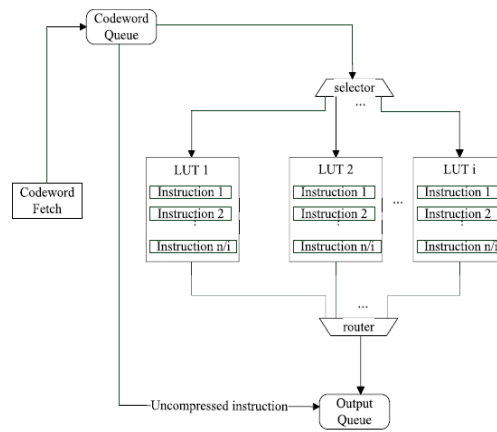 Codeword
Queue
selector
...
LUT 1
LUT 2
LUT i
Instruction 1
Instruction 1
Instruction 1
Codeword
Fetch
Instruction 2
Instruction 2
...
Instruction 2
Instruction n/i
Instruction n/i
Instruction n/i
...
router
Uncompressed instruction
Output
Queue